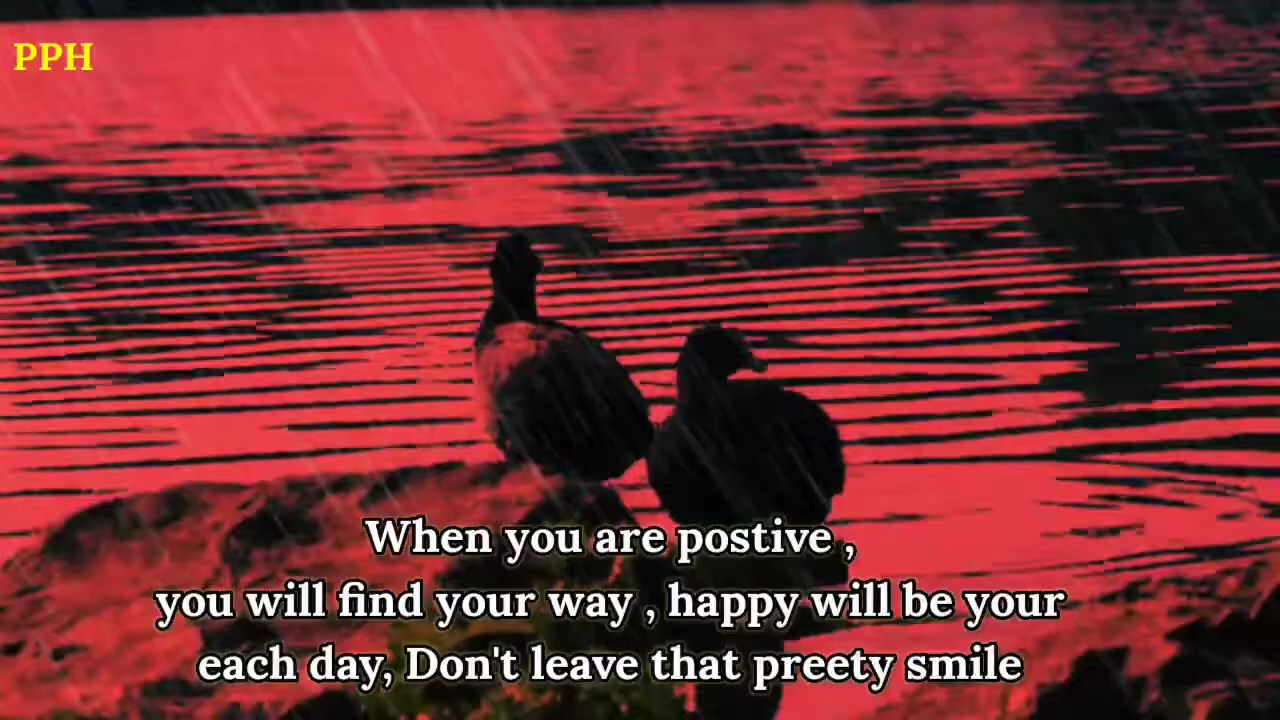 PPH
When you are postive ,
you will find your way , happy will be your
each day, Don't leave that preety smile